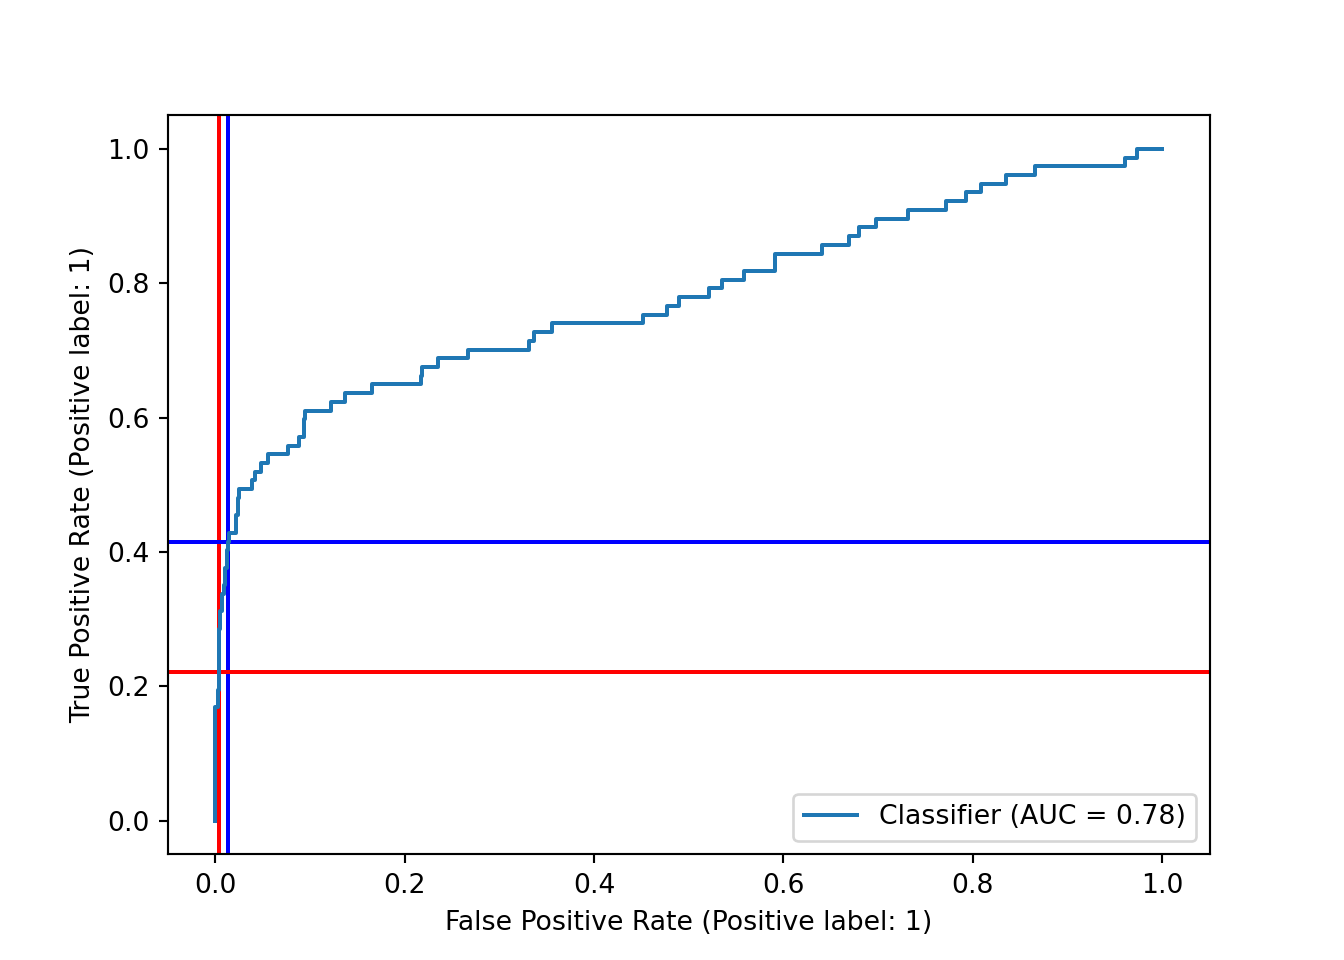 1.0
0.8
0.6
0.4
0.2
0.0
True Positive Rate (Positive label: 1)
Classifier (AUC = 0.78)
0.0 0.2 0.4 0.6 0.8 1.0
False Positive Rate (Positive label: 1)